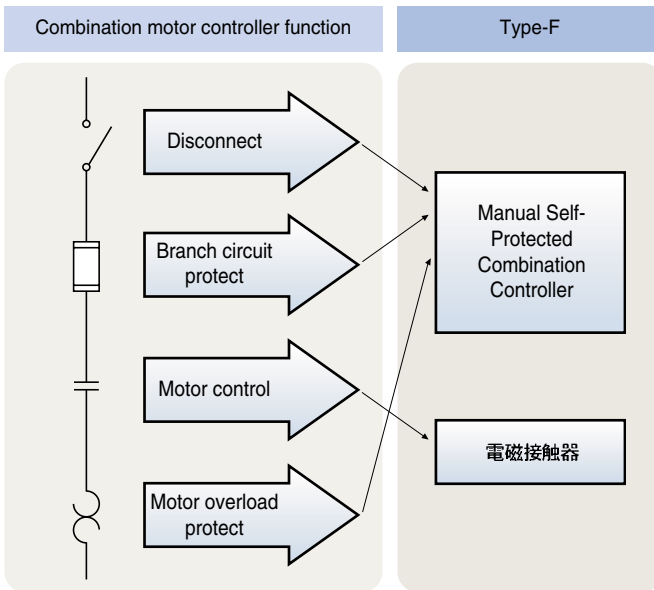 Combination motor controller function
Type-F
Disconnect
Branch circuit
protect
Motor control
Motor overload
protect
Manual Self-
Protected
Combination
Controller
電磁接触器